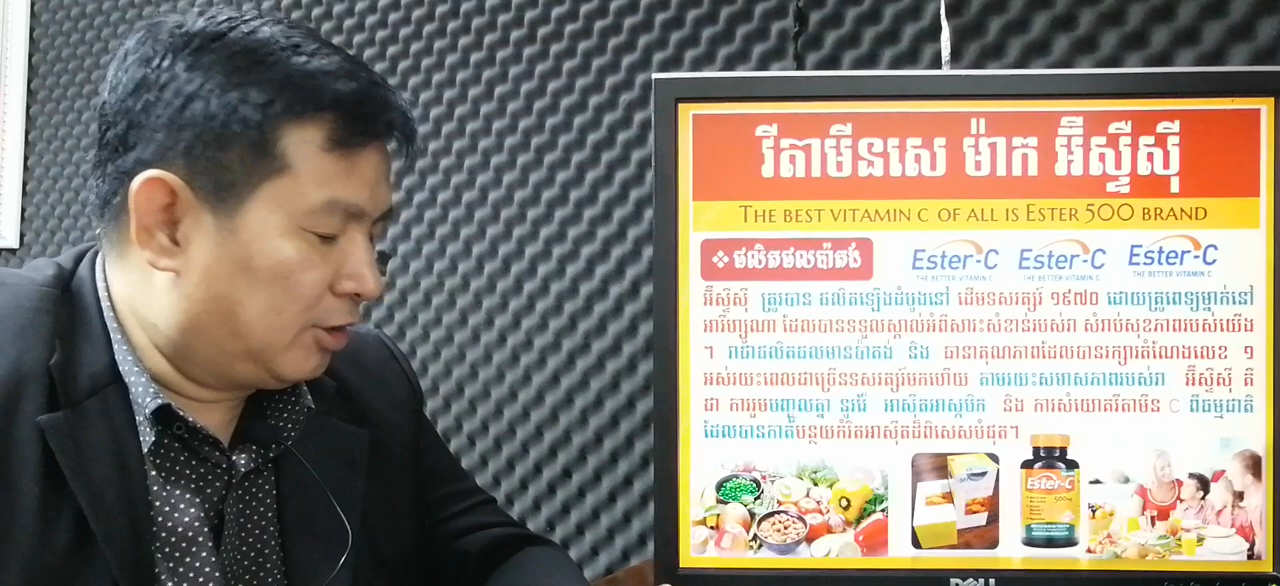 វីតាមីនសេ ម៉ាក អ៊ីស្ទីស៊ី
THE BEST VITAMIN C OF ALL IS ESTER 500 BRAND
❖ ផលិតផលប៉ាតង់
Ester-C Ester-C Ester-C
THE BETTER VITAMIN C THE BETTER VITAMIN C THE BETTER VITAMIN C
អ៊ីស្ទីស៊ី ត្រូវបាន ផលិតឡើងដំបូងនៅ ដើមទសវត្សរ៍ ១៩៧០ ដោយគ្រូពេទ្យម្នាក់នៅ
អារីហ្សូណា ដែលបានទទួលស្គាល់អំពីសារះសំខាន់របស់វា សំរាប់សុខភាពរបស់យើង
។ វាជាផលិតផលមានប៉ាតង់ និង ធានាគុណភាពដែលបានរក្សារតំណែងលេខ ១
អស់រយះពេលជាច្រើនទសវត្សរ៍មកហើយ តាមរយះសមាសភាពរបស់វា អ៊ីស្ទីស៊ី គឺ
ជា ការរួមបញ្ចូលគ្នា នូវវ៉ៃ អាស៊ីតអាស្កប៊ិក និង ការសំយោគវីតាមីន C ពីធម្មជាតិ
ដែលបានកាត់បន្ថយកំរិតអាស៊ីតដ៏ពិសេសបំផុត។
Ester-C
500mg
DELL